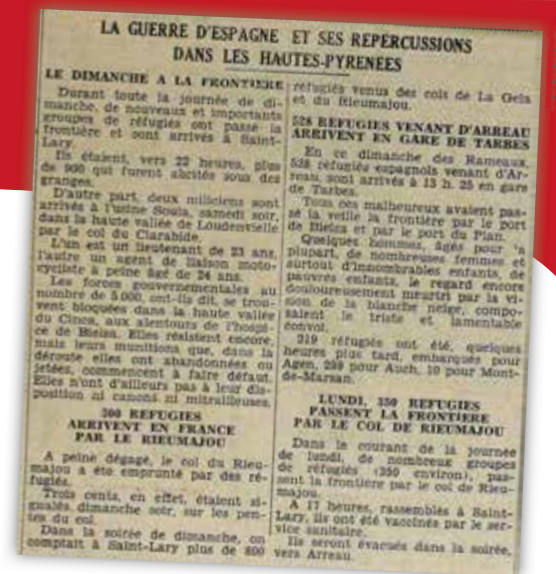 LA GUERRE D'ESPAGNE ET SES REPERCUSSIONS
DANS LES HAUTES-PYRENEES
LE DIMANCHE A LA FRONTIERE
Durant toute la journée de di-
manche, de nouveaux et importants
groupes de réfugiés ont passé la
frontière et sont arrivés à Saint-
Lary.
Ils étaient, vers 22 heures, plus
de 900 qui furent abrités sous des
granges.
D'autre part, deux miliciens sont
arrivés à l'usine Soula, samedi soir,
dans la haute vallée de Loudenvielle
par le col du Clarabide.
L'un est un lieutenant de 23 ans,
l'autre un agent de liaison moto-
cycliste à peine âgé de 24 ans.
Les forces gouvernementales au
nombre de 5.000, ont-ils dit, se trou-
vent bloquées dans la haute vallée
du Cinca, aux alentours de l'hospi-
ce de Bielsa. Elles résistent encore,
mais leurs munitions que, dans la
déroute elles ont abandonnées ou
jetées, commencent à faire défaut.
Elles n'ont d'ailleurs pas à leur dis-
position ni canons ni mitrailleuses.
300 REFUGIES
ARRIVENT EN FRANCE
PAR LE RIEUMAJOU
A peine dégagé, le col du Rieu-
majou a été emprunté par des ré-
fugiés.
Trois cents, en effet, étaient si-
gnalés, dimanche soir, sur les pen-
tes du col.
Dans la soirée de dimanche, on
comptait à Saint-Lary plus de 800
réfugiés venus des cols de La Gela
et du Rieumajou.
528 REFUGIES VENANT D'ARREAU
ARRIVENT EN GARE DE TARBES
En ce dimanche des Rameaux,
528 réfugiés espagnols venant d'Ar-
reau, sont arrivés à 13 h. 25 en gare
de Tarbes.
Tous ces malheureux avaient pas-
sé la veille la frontière par le port
de Bielsa et par le port du Plan.
Quelques hommes, âgés pour 'a
plupart, de nombreuses femmes et
surtout d'innombrables enfants, de
pauvres enfants, le regard encore
douloureusement meurtri par la vi-
sion de la blanche neige, compo-
saient le triste et lamentable
convoi.
219 réfugiés ont été, quelques
heures plus tard, embarqués pour
Agen, 299 pour Auch, 10 pour Mont-
de-Marsan.
LUNDI, 350 REFUGIES
PASSENT LA FRONTIERE
PAR LE COL DE RIEUMAJOU
Dans le courant de la journée
de lundi, de nombreux groupes
de réfugiés (350 environ), pas-
sent la frontière par le col de Rieu-
majou.
A 17 heures, rassemblés à Saint-
Lary, ils ont été vaccinés par le ser-
vice sanitaire.
Ils seront évacués dans la soirée,
vers Arreau.